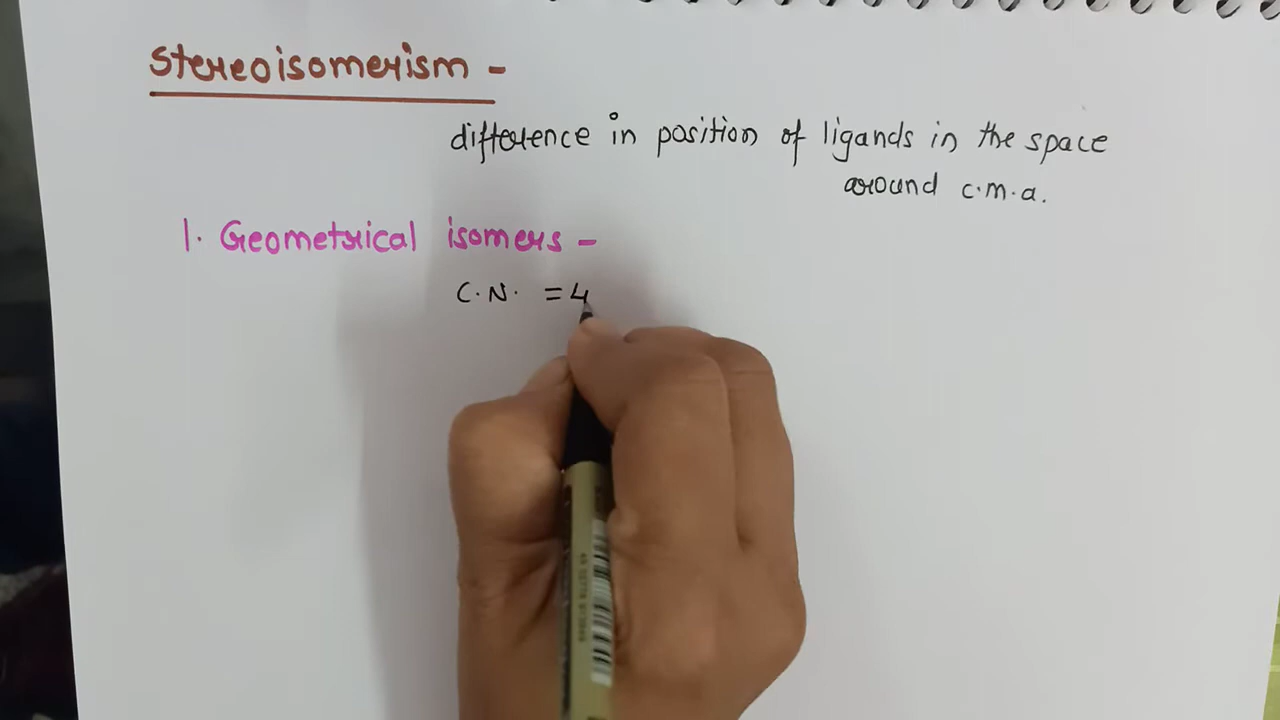 Stereoisomerism -
difference in position of ligands in the space
around c.m.a.
1. Geometrical isomers -
C.N. = 4